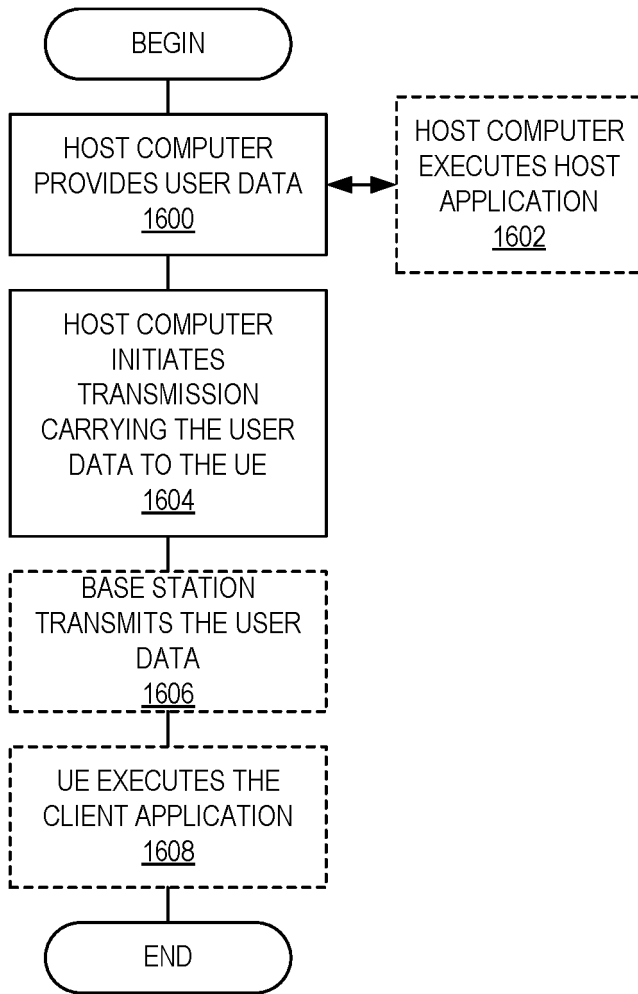 BEGIN
HOST COMPUTER
PROVIDES USER DATA
1600
HOST COMPUTER
EXECUTES HOST
APPLICATION
1602
HOST COMPUTER
INITIATES
TRANSMISSION
CARRYING THE USER
DATA TO THE UE
1604
BASE STATION
TRANSMITS THE USER
DATA
1606
UE EXECUTES THE
CLIENT APPLICATION
1608
END